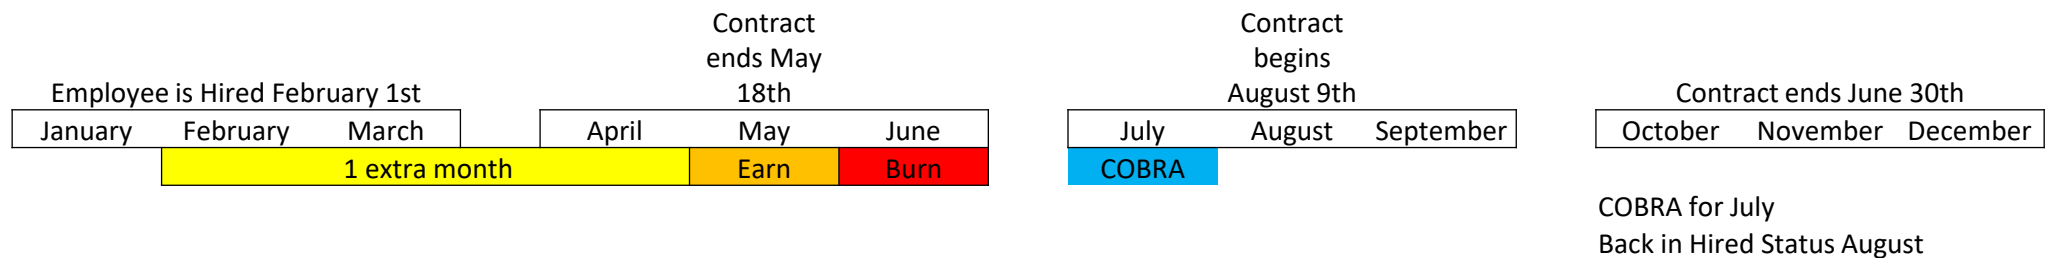 Contract
ends May
18th
Contract
begins
August 9th
Employee is Hired February 1st
Contract ends June 30th
January February March April May June July August September October November December
1 extra month Earn Burn COBRA
COBRA for July
Back in Hired Status August